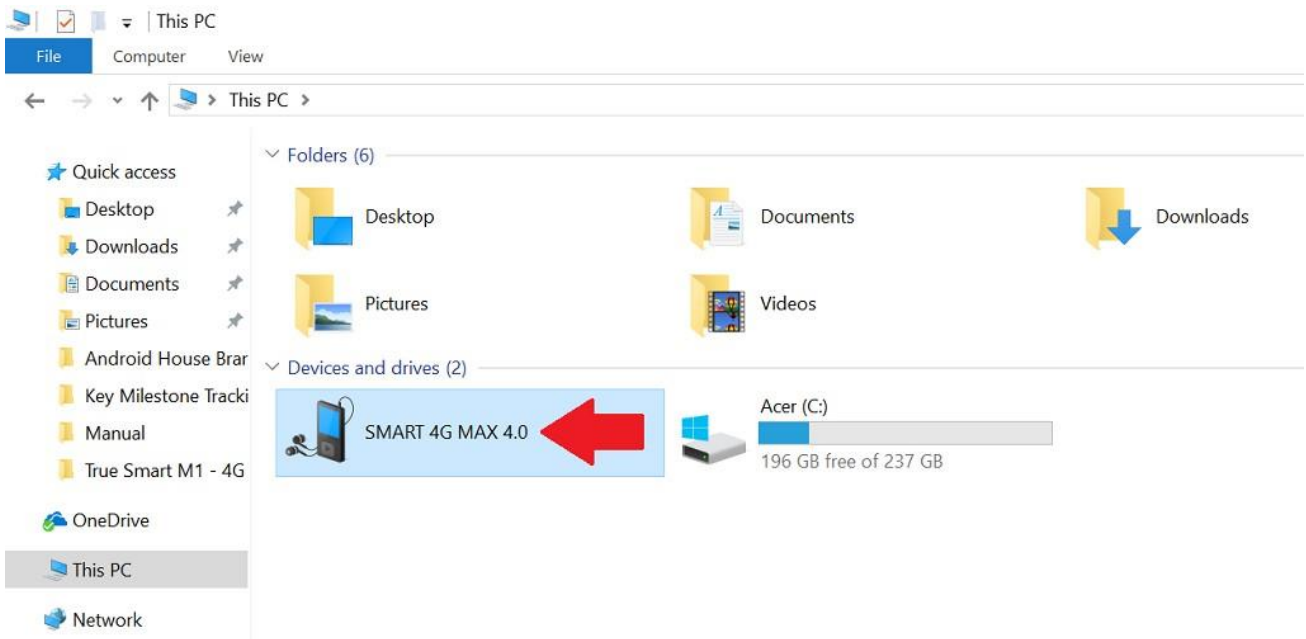 This PC
File Computer View
This PC
Quick access
Desktop
Downloads
Documents
Pictures
Android House Brar
Key Milestone Tracki
Manual
True Smart M1 - 4G
OneDrive
This PC
Network
Folders (6)
Desktop
Documents
Downloads
Pictures
Videos
Devices and drives (2)
SMART 4G MAX 4.0
Acer (C:)
196 GB free of 237 GB